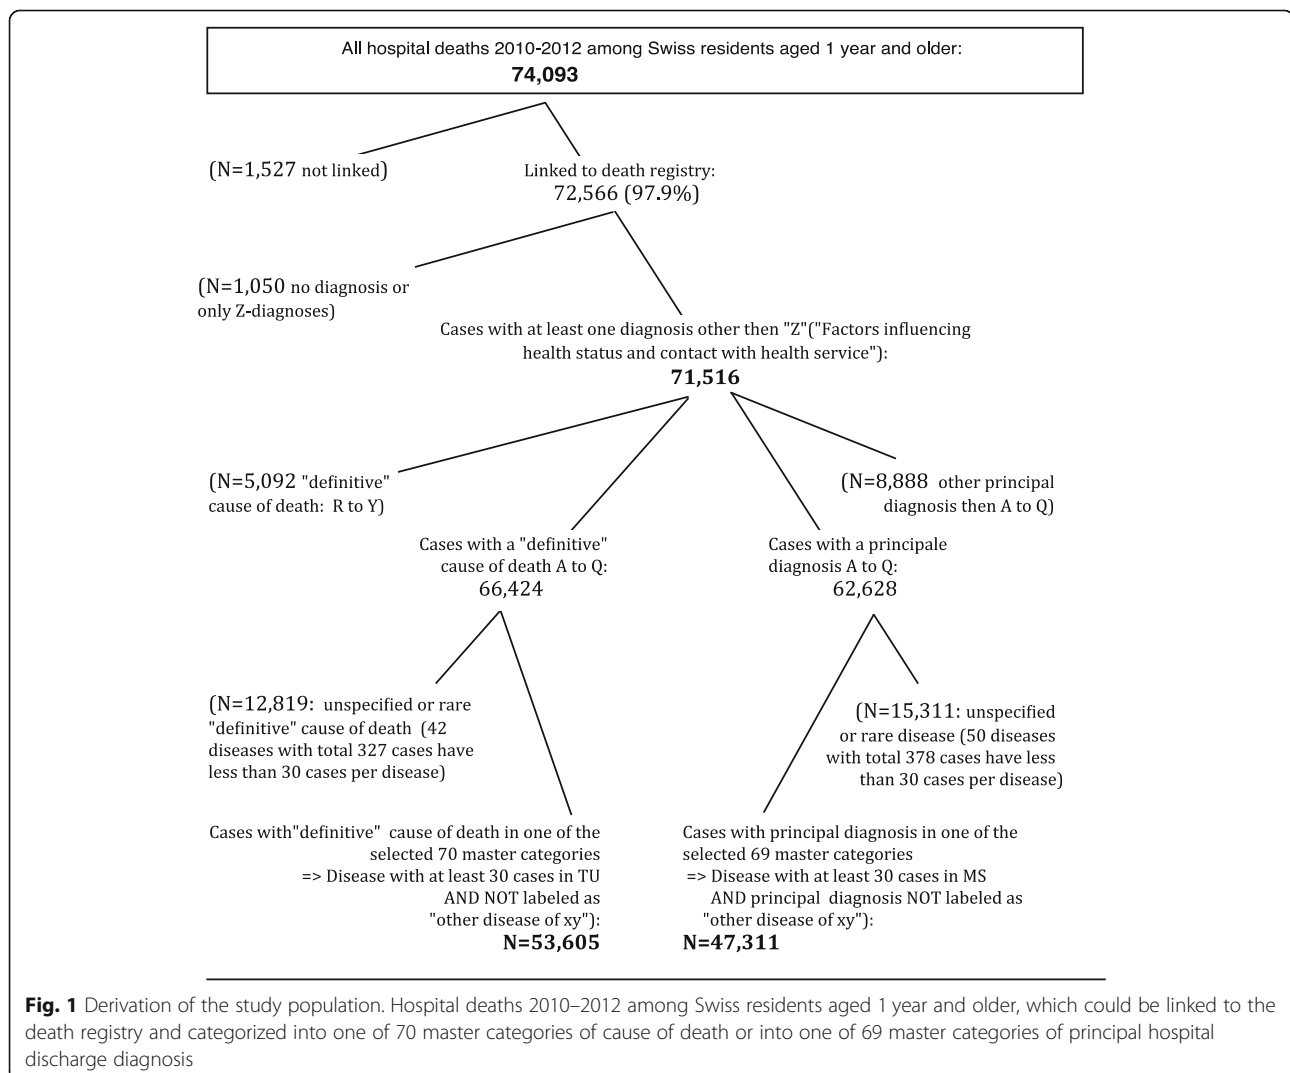 All hospital deaths 2010-2012 among Swiss residents aged 1 year and older:
74,093
(N=1,527 not linked)
Linked to death registry:
72,566 (97.9%)
(N=1,050 no diagnosis or
only Z-diagnoses)
Cases with at least one diagnosis other then "Z"("Factors influencing
health status and contact with health service"):
71,516
(N=5,092 "definitive"
cause of death: R to Y)
(N=8,888 other principal
diagnosis then A to Q)
Cases with a "definitive"
cause of death A to Q:
66,424
Cases with a principale
diagnosis A to Q:
62,628
(N=12,819: unspecified or rare
"definitive" cause of death (42
diseases with total 327 cases have
less than 30 cases per disease)
(N=15,311: unspecified
or rare disease (50 diseases
with total 378 cases have less
than 30 cases per disease)
Cases with"definitive" cause of death in one of the
selected 70 master categories
=> Disease with at least 30 cases in TU
AND NOT labeled as
"other disease of xy"):
N=53,605
Cases with principal diagnosis in one of the
selected 69 master categories
=> Disease with at least 30 cases in MS
AND principal diagnosis NOT labeled as
"other disease of xy"):
N=47,311
Fig. 1 Derivation of the study population. Hospital deaths 2010–2012 among Swiss residents aged 1 year and older, which could be linked to the
death registry and categorized into one of 70 master categories of cause of death or into one of 69 master categories of principal hospital
discharge diagnosis